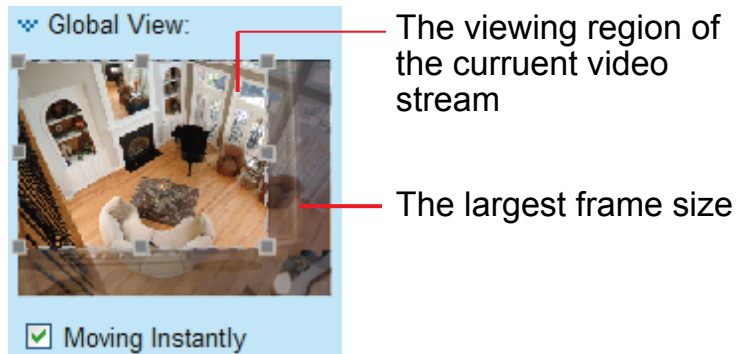 Global View:
The viewing region of
the curruent video
stream
The largest frame size
Moving Instantly